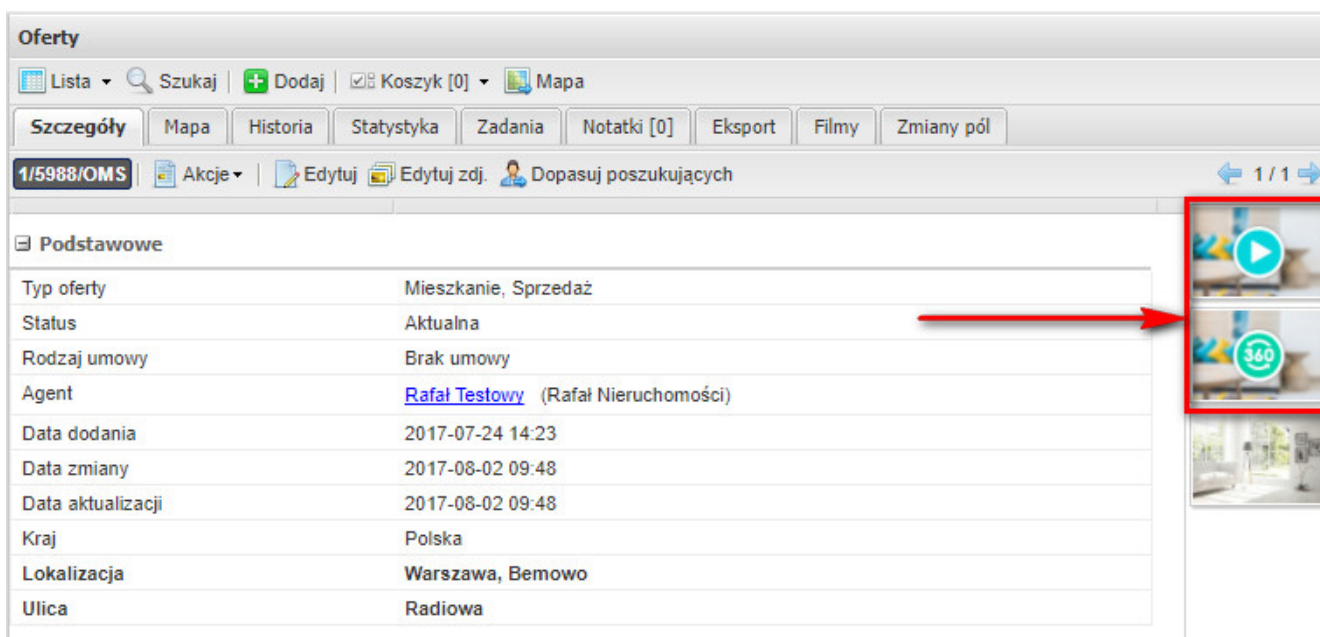 Oferty
Lista Szukaj Dodaj Koszyk [0] Mapa
Szczegóły Mapa Historia Statystyka Zadania Notatki [0] Eksport Filmy Zmiany pól
1/5988/OMS Akcje Edytuj Edytuj zdj. Dopasuj poszukujących 1 / 1
Podstawowe
Typ oferty Mieszkanie, Sprzedaż
Status Aktualna
Rodzaj umowy Brak umowy
Agent Rafał Testowy (Rafał Nieruchomości)
Data dodania 2017-07-24 14:23
Data zmiany 2017-08-02 09:48
Data aktualizacji 2017-08-02 09:48
360
Kraj Polska
Lokalizacja Warszawa, Bemowo
Ulica Radiowa